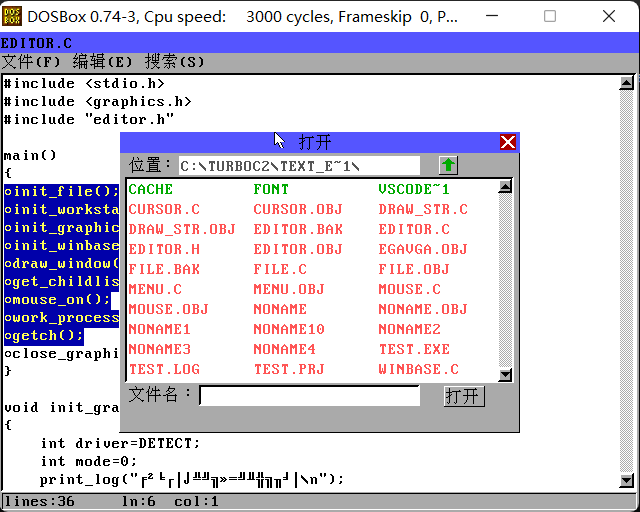 DOSBox 0.74-3, Cpu speed:    3000 cycles, Frameskip  0, P...
EDITOR.C
文件(F) 编辑(E) 搜索(S)
#include <stdio.h>
#include <graphics.h>
#include "editor.h"
main()
{
init_file();
init_worksta
init_graphic
init_winbase
draw_window(
get_childlis
mouse_on();
work_process
getch();
close_graphi
}
void init_gra
{
int driver=DETECT;
int mode=0;
print_log("
\n");
打开
位置：C:\TURBOC2\TEXT_E~1\
CACHE FONT VSCODE~1
CURSOR.C CURSOR.OBJ DRAW_STR.C
DRAW_STR.OBJ EDITOR.BAK EDITOR.C
EDITOR.H EDITOR.OBJ EGAVGA.OBJ
FILE.BAK FILE.C FILE.OBJ
MENU.C MENU.OBJ MOUSE.C
MOUSE.OBJ NONAME NONAME.OBJ
NONAME1 NONAME10 NONAME2
NONAME3 NONAME4 TEST.EXE
TEST.LOG TEST.PRJ WINBASE.C
文件名： 打开
lines:36 ln:6 col:1